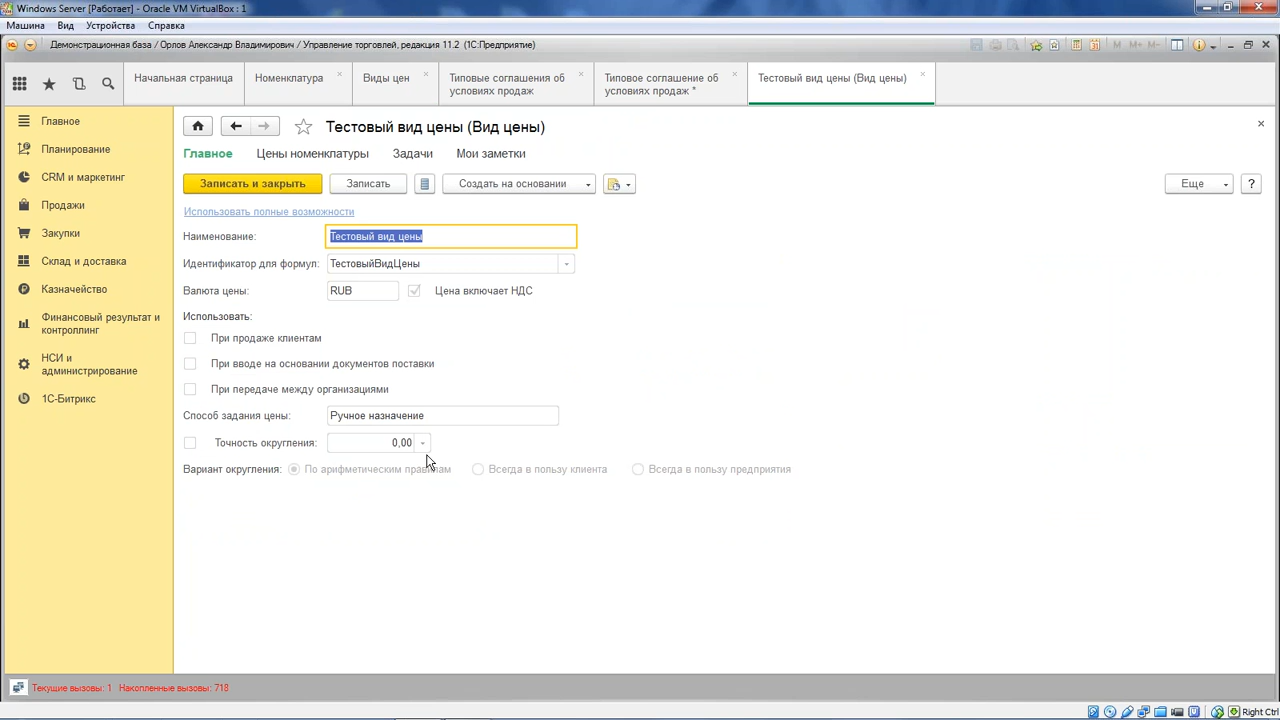 Windows Server [Работает] - Oracle VM VirtualBox : 1
Машина Вид Устройства Справка
Демонстрационная база / Орлов Александр Владимирович / Управление торговлей, редакция 11.2 (1С:Предприятие)
M M+ M-
Начальная страница
Номенклатура
Виды цен
Типовые соглашения об
условиях продаж
Типовое соглашение об
условиях продаж *
Тестовый вид цены (Вид цены)
Главное
Планирование
CRM и маркетинг
Продажи
Закупки
Склад и доставка
Казначейство
Финансовый результат и
контроллинг
НСИ и
администрирование
1С-Битрикс
Тестовый вид цены (Вид цены)
Главное Цены номенклатуры Задачи Мои заметки
Записать и закрыть Записать Создать на основании Еще ?
Использовать полные возможности
Наименование: Тестовый вид цены
Идентификатор для формул: ТестовыйВидЦены
Валюта цены: RUB Цена включает НДС
Использовать:
При продаже клиентам
При вводе на основании документов поставки
При передаче между организациями
Способ задания цены: Ручное назначение
Точность округления: 0,00
Вариант округления: По арифметическим правилам Всегда в пользу клиента Всегда в пользу предприятия
Текущие вызовы: 1 Накопленные вызовы: 718
Right Ctrl